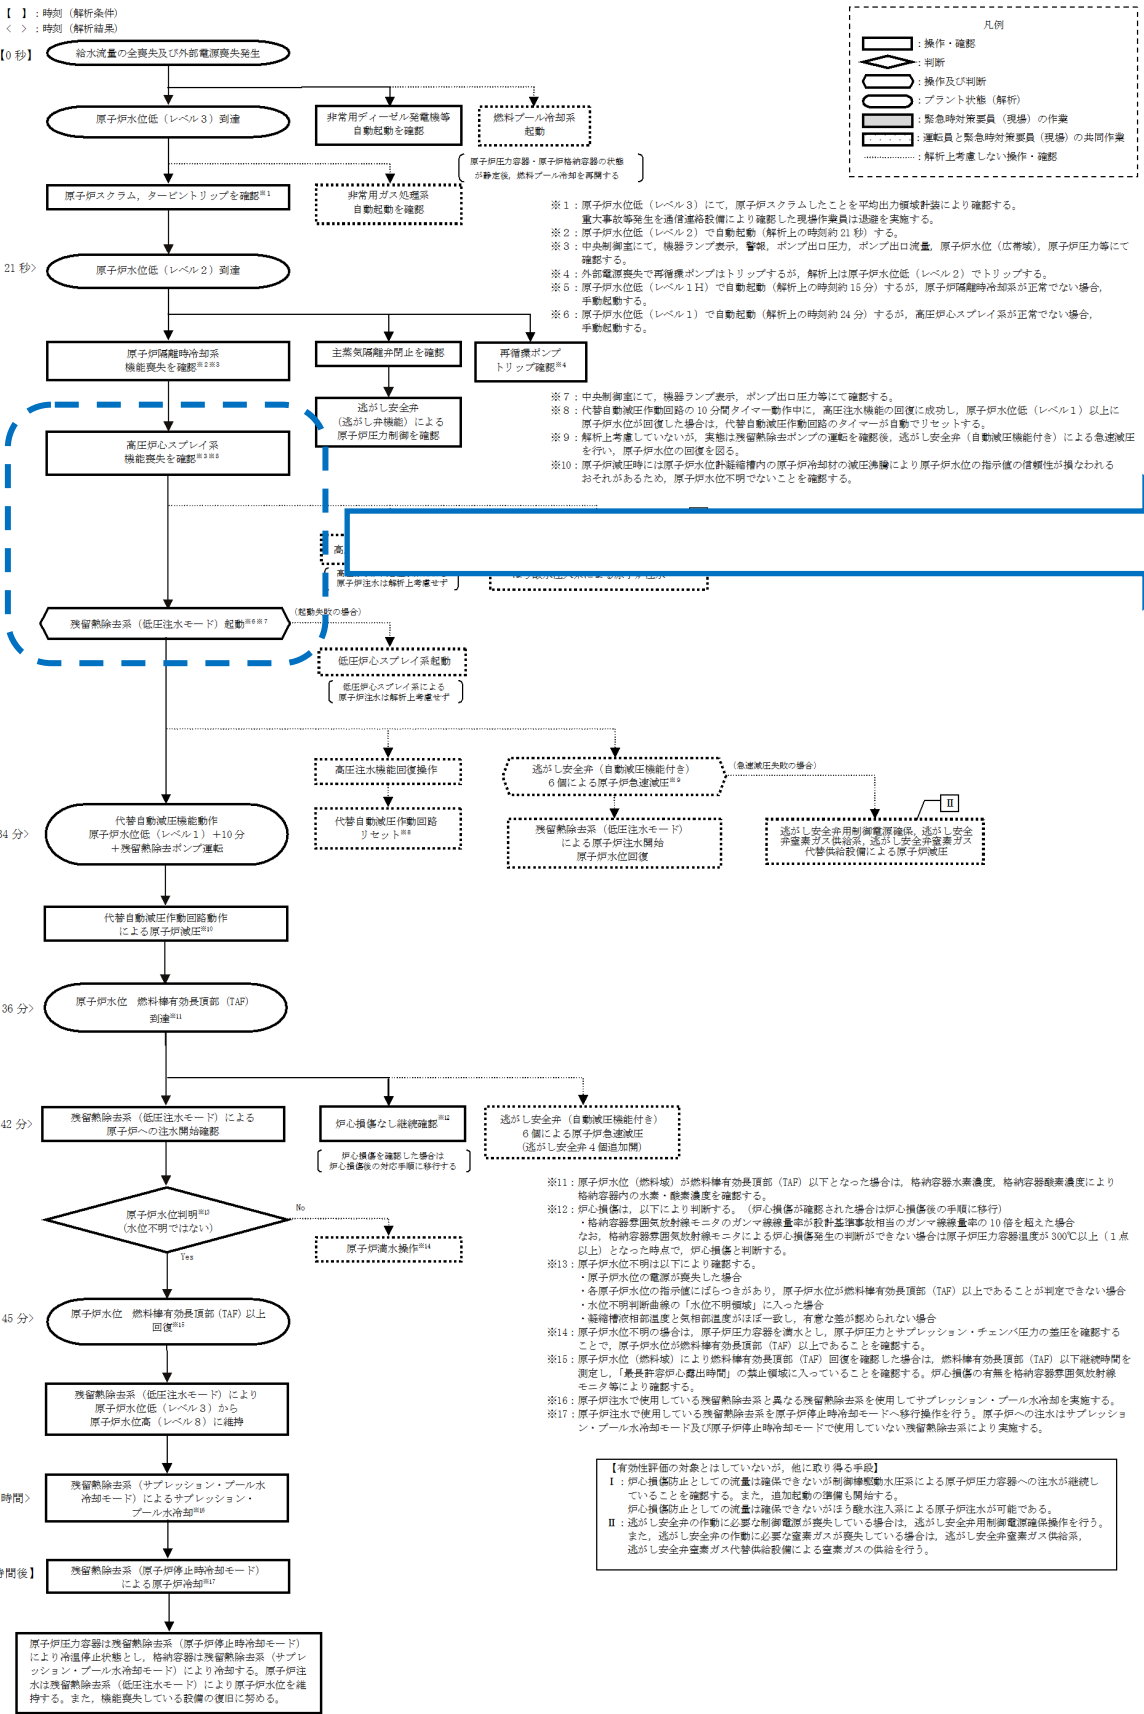 【　】：時刻（解析条件）
＜　＞：時刻（解析結果）
【0 秒】
給水流量の全喪失及び外部電源喪失発生
原子炉水位低（レベル３）到達
非常用ディーゼル発電機等
自動起動を確認
燃料プール冷却系
起動
原子炉圧力容器・原子炉格納容器の状態
が静定後，燃料プール冷却を再開する
原子炉スクラム，タービントリップを確認※1
非常用ガス処理系
自動起動を確認
21 秒>
原子炉水位低（レベル２）到達
原子炉隔離時冷却系
機能喪失を確認※2※3
主蒸気隔離弁閉止を確認
再循環ポンプ
トリップ確認※4
逃がし安全弁
（逃がし弁機能）による
原子炉圧力制御を確認
高圧炉心スプレイ系
機能喪失を確認※3※5
高
原子炉注水は解析上考慮せず
残留熱除去系（低圧注水モード）起動※6※7
（起動失敗の場合）
低圧炉心スプレイ系起動
低圧炉心スプレイ系による
原子炉注水は解析上考慮せず
高圧注水機能回復操作
代替自動減圧作動回路
リセット※8
逃がし安全弁（自動減圧機能付き）
６個による原子炉急速減圧※9
（急速減圧失敗の場合）
残留熱除去系（低圧注水モード）
による原子炉注水開始
原子炉水位回復
Ⅱ
逃がし安全弁用制御電源確保，逃がし安全
弁窒素ガス供給系，逃がし安全弁窒素ガス
代替供給設備による原子炉減圧
34 分>
代替自動減圧機能動作
原子炉水位低（レベル１）＋10 分
＋残留熱除去ポンプ運転
代替自動減圧作動回路動作
による原子炉減圧※10
36 分>
原子炉水位　燃料棒有効長頂部（TAF）
到達※11
42 分>
残留熱除去系（低圧注水モード）による
原子炉への注水開始確認
炉心損傷なし継続確認※12
炉心損傷を確認した場合は
炉心損傷後の対応手順に移行する
逃がし安全弁（自動減圧機能付き）
６個による原子炉急速減圧
（逃がし安全弁４個追加開）
原子炉水位判明※13
（水位不明ではない）
No
Yes
原子炉満水操作※14
45 分>
原子炉水位　燃料棒有効長頂部（TAF）以上
回復※15
残留熱除去系（低圧注水モード）により
原子炉水位低（レベル３）から
原子炉水位高（レベル８）に維持
時間>
残留熱除去系（サプレッション・プール水
冷却モード）によるサプレッション・
プール水冷却※16
時間後】
残留熱除去系（原子炉停止時冷却モード）
による原子炉冷却※17
原子炉圧力容器は残留熱除去系（原子炉停止時冷却モード）
により冷温停止状態とし，格納容器は残留熱除去系（サプレ
ッション・プール水冷却モード）により冷却する。原子炉注
水は残留熱除去系（低圧注水モード）により原子炉水位を維
持する。また，機能喪失している設備の復旧に努める。
凡例
：操作・確認
：判断
：操作及び判断
：プラント状態（解析）
：緊急時対策要員（現場）の作業
：運転員と緊急時対策要員（現場）の共同作業
：解析上考慮しない操作・確認
※１：原子炉水位低（レベル３）にて，原子炉スクラムしたことを平均出力領域計装により確認する。
重大事故等発生を通信連絡設備により確認した現場作業員は退避を実施する。
※２：原子炉水位低（レベル２）で自動起動（解析上の時刻約 21 秒）する。
※３：中央制御室にて，機器ランプ表示，警報，ポンプ出口圧力，ポンプ出口流量，原子炉水位（広帯域），原子炉圧力等にて
確認する。
※４：外部電源喪失で再循環ポンプはトリップするが，解析上は原子炉水位低（レベル２）でトリップする。
※５：原子炉水位低（レベル１Ｈ）で自動起動（解析上の時刻約 15 分）するが，原子炉隔離時冷却系が正常でない場合，
手動起動する。
※６：原子炉水位低（レベル１）で自動起動（解析上の時刻約 24 分）するが，高圧炉心スプレイ系が正常でない場合，
手動起動する。
※７：中央制御室にて，機器ランプ表示，ポンプ出口圧力等にて確認する。
※８：代替自動減圧作動回路の 10 分間タイマー動作中に，高圧注水機能の回復に成功し，原子炉水位低（レベル１）以上に
原子炉水位が回復した場合は，代替自動減圧作動回路のタイマーが自動でリセットする。
※９：解析上考慮していないが，実態は残留熱除去ポンプの運転を確認後，逃がし安全弁（自動減圧機能付き）による急速減圧
を行い，原子炉水位の回復を図る。
※10：原子炉減圧時には原子炉水位計凝縮槽内の原子炉冷却材の減圧沸騰により原子炉水位の指示値の信頼性が損なわれる
おそれがあるため，原子炉水位不明でないことを確認する。
※11：原子炉水位（燃料域）が燃料棒有効長頂部（TAF）以下となった場合は，格納容器水素濃度，格納容器酸素濃度により
格納容器内の水素・酸素濃度を確認する。
※12：炉心損傷は，以下により判断する。（炉心損傷が確認された場合は炉心損傷後の手順に移行）
・格納容器雰囲気放射線モニタのガンマ線線量率が設計基準事故相当のガンマ線線量率の 10 倍を超えた場合
なお，格納容器雰囲気放射線モニタによる炉心損傷発生の判断ができない場合は原子炉圧力容器温度が 300℃以上（１点
以上）となった時点で，炉心損傷と判断する。
※13：原子炉水位不明は以下により確認する。
・原子炉水位の電源が喪失した場合
・各原子炉水位の指示値にばらつきがあり，原子炉水位が燃料棒有効長頂部（TAF）以上であることが判定できない場合
・水位不明判断曲線の「水位不明領域」に入った場合
・凝縮槽液相部温度と気相部温度がほぼ一致し，有意な差が認められない場合
※14：原子炉水位不明の場合は，原子炉圧力容器を満水とし，原子炉圧力とサプレッション・チェンバ圧力の差圧を確認する
ことで，原子炉水位が燃料棒有効長頂部（TAF）以上であることを確認する。
※15：原子炉水位（燃料域）により燃料棒有効長頂部（TAF）回復を確認した場合は，燃料棒有効長頂部（TAF）以下継続時間を
測定し，「最長許容炉心露出時間」の禁止領域に入っていることを確認する。炉心損傷の有無を格納容器雰囲気放射線
モニタ等により確認する。
※16：原子炉注水で使用している残留熱除去系と異なる残留熱除去系を使用してサプレッション・プール水冷却を実施する。
※17：原子炉注水で使用している残留熱除去系を原子炉停止時冷却モードへ移行操作を行う。原子炉への注水はサプレッショ
ン・プール水冷却モード及び原子炉停止時冷却モードで使用していない残留熱除去系により実施する。
【有効性評価の対象とはしていないが，他に取り得る手段】
Ⅰ：炉心損傷防止としての流量は確保できないが制御棒駆動水圧系による原子炉圧力容器への注水が継続し
ていることを確認する。また，追加起動の準備も開始する。
炉心損傷防止としての流量は確保できないがほう酸水注入系による原子炉注水が可能である。
Ⅱ：逃がし安全弁の作動に必要な制御電源が喪失している場合は，逃がし安全弁用制御電源確保操作を行う。
また，逃がし安全弁の作動に必要な窒素ガスが喪失している場合は，逃がし安全弁窒素ガス供給系，
逃がし安全弁窒素ガス代替供給設備による窒素ガスの供給を行う。